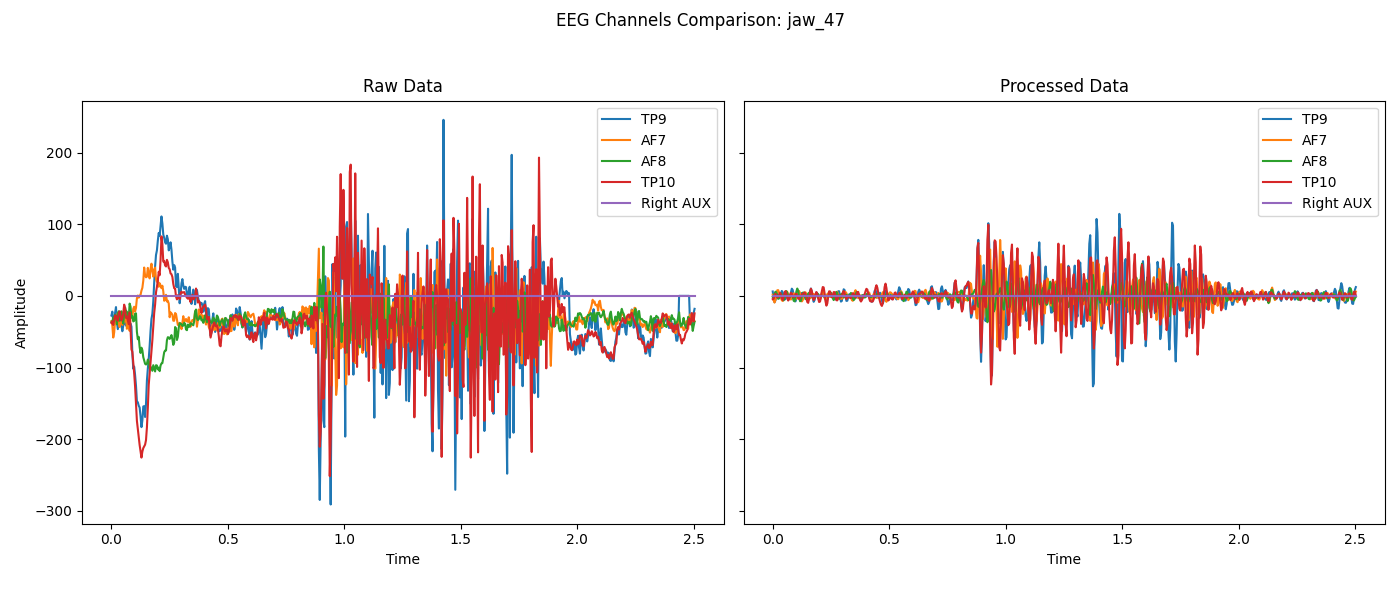 EEG Channels Comparison: jaw_47
Raw Data
Processed Data
TP9
AF7
AF8
TP10
Right AUX
TP9
AF7
AF8
TP10
Right AUX
Amplitude
200
100
0
−100
−200
−300
0.0 0.5 1.0 1.5 2.0 2.5
0.0 0.5 1.0 1.5 2.0 2.5
Time
Time